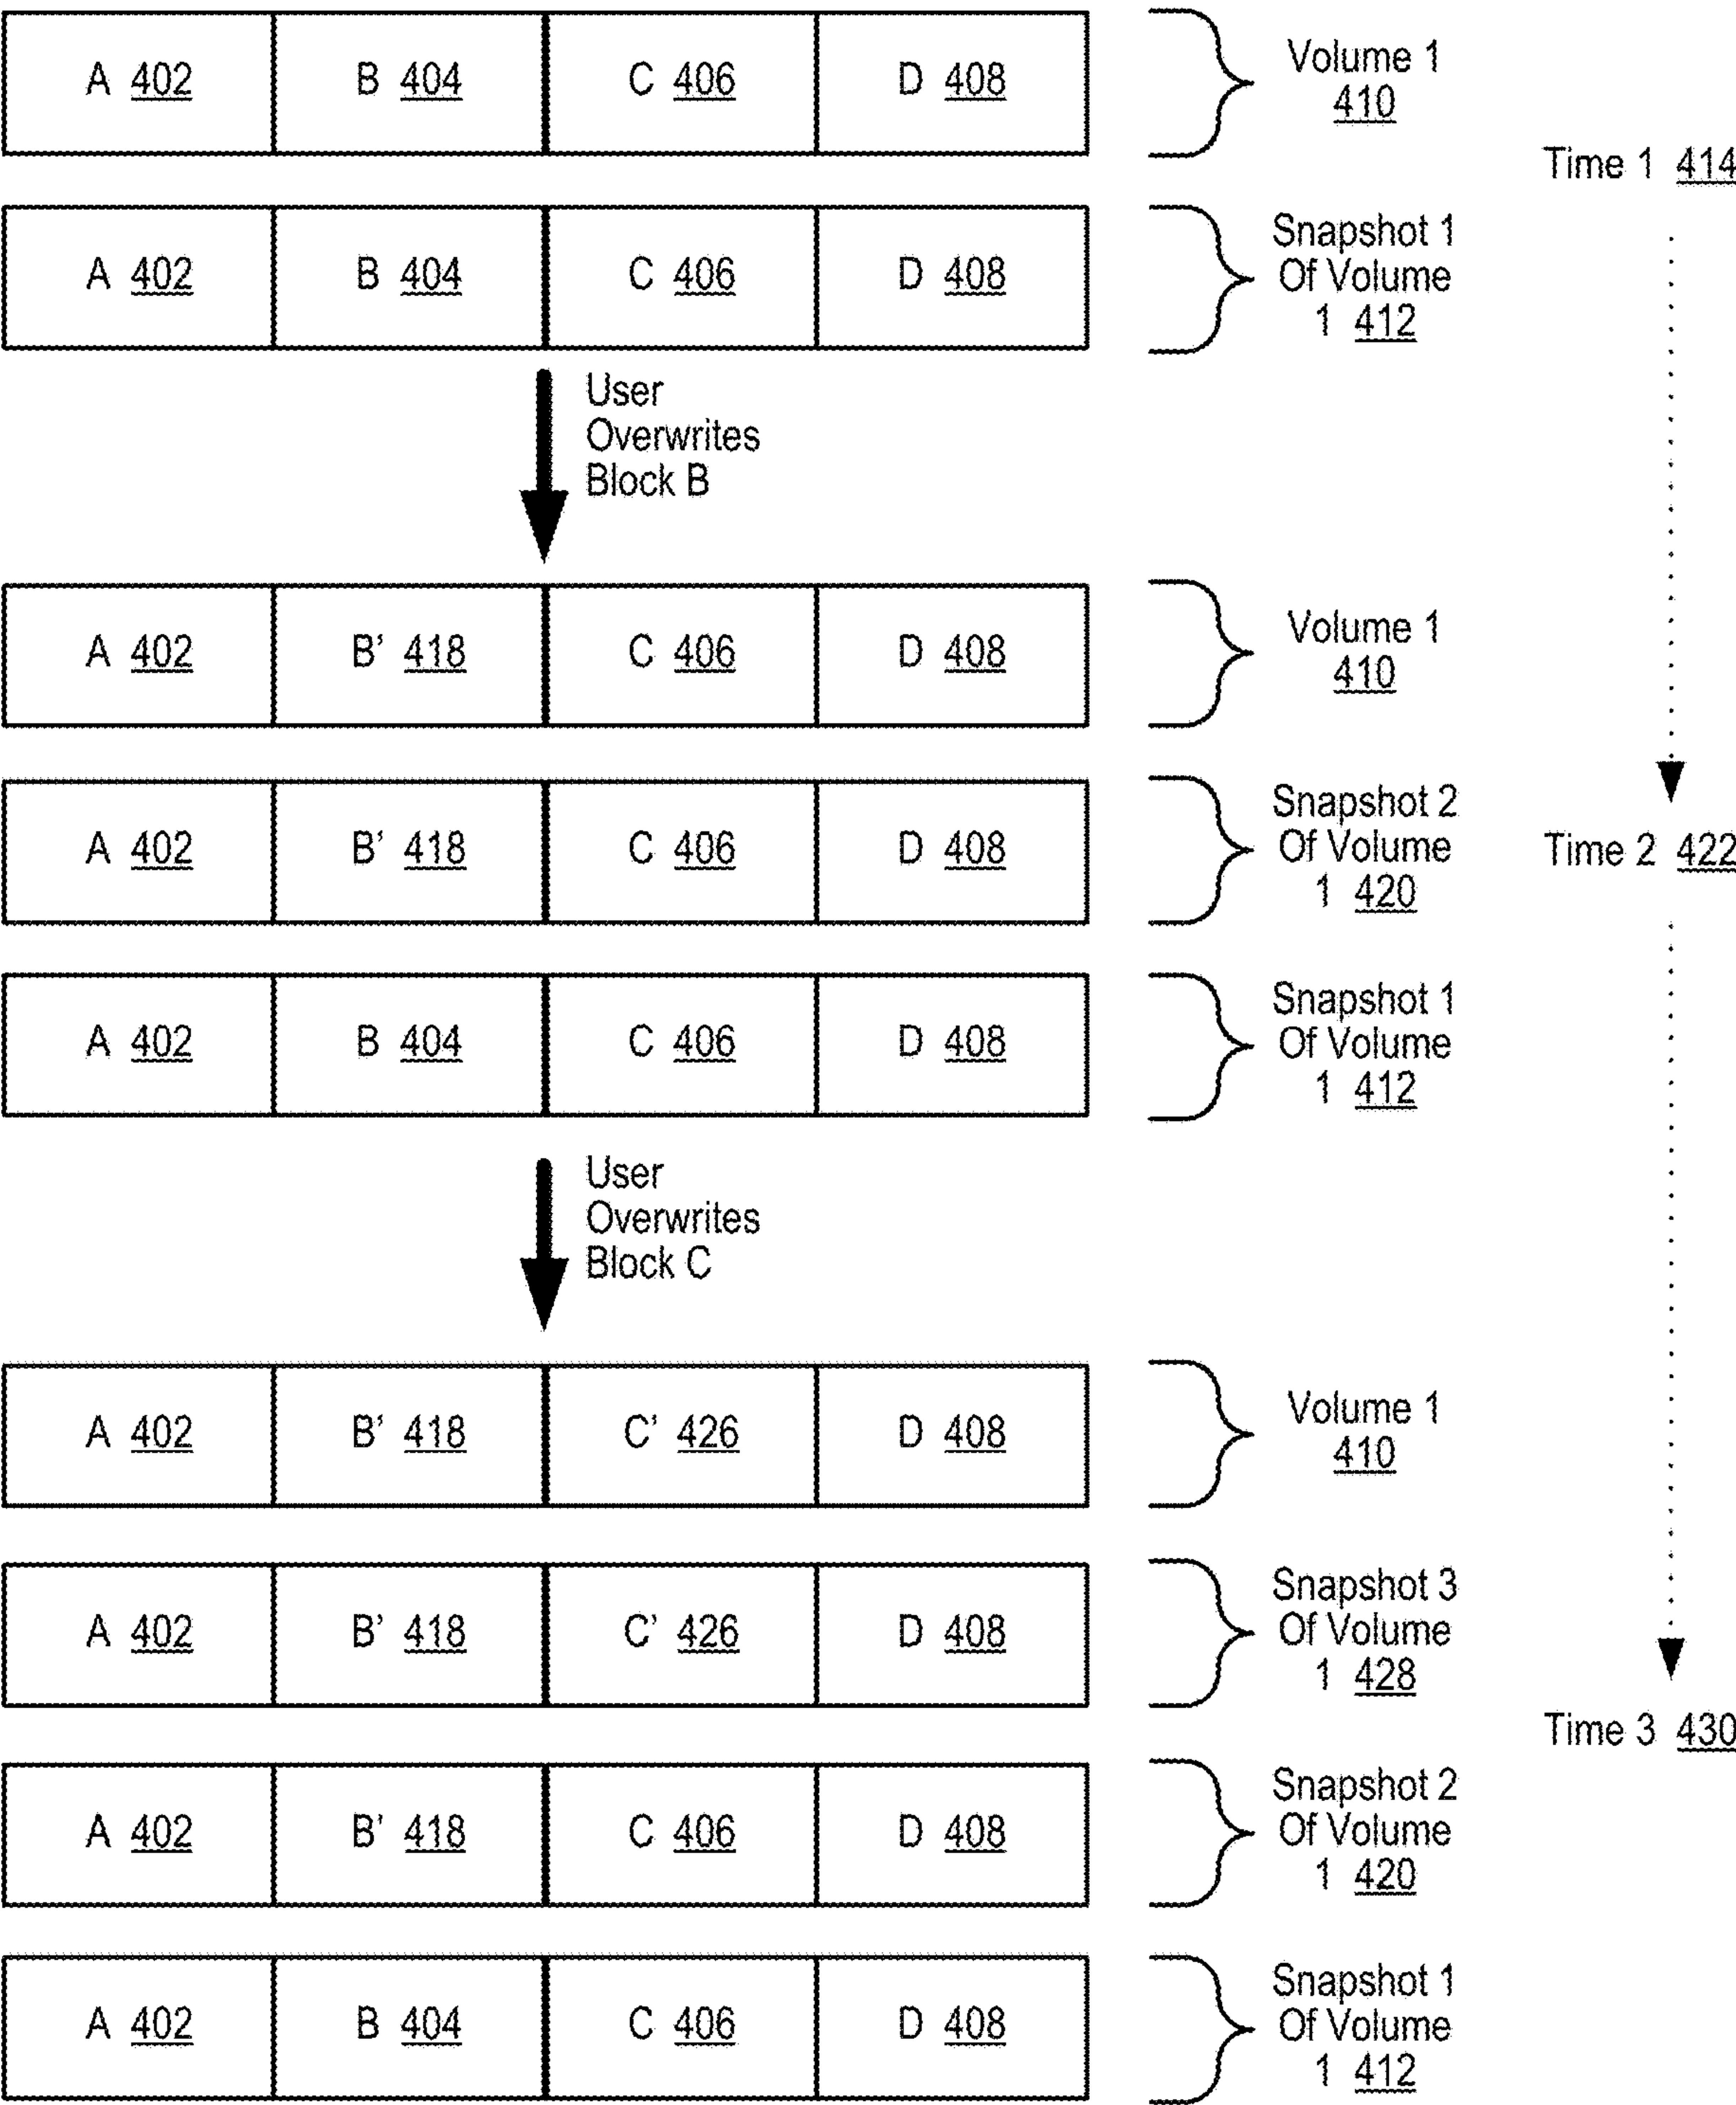 A 402 B 404 C 406 D 408
Volume 1
410
Time 1 414
A 402 B 404 C 406 D 408
Snapshot 1
Of Volume
1 412
User
Overwrites
Block B
A 402 B' 418 C 406 D 408
Volume 1
410
A 402 B' 418 C 406 D 408
Snapshot 2
Of Volume
1 420
Time 2 422
A 402 B 404 C 406 D 408
Snapshot 1
Of Volume
1 412
User
Overwrites
Block C
A 402 B' 418 C' 426 D 408
Volume 1
410
A 402 B' 418 C' 426 D 408
Snapshot 3
Of Volume
1 428
Time 3 430
A 402 B' 418 C 406 D 408
Snapshot 2
Of Volume
1 420
A 402 B 404 C 406 D 408
Snapshot 1
Of Volume
1 412